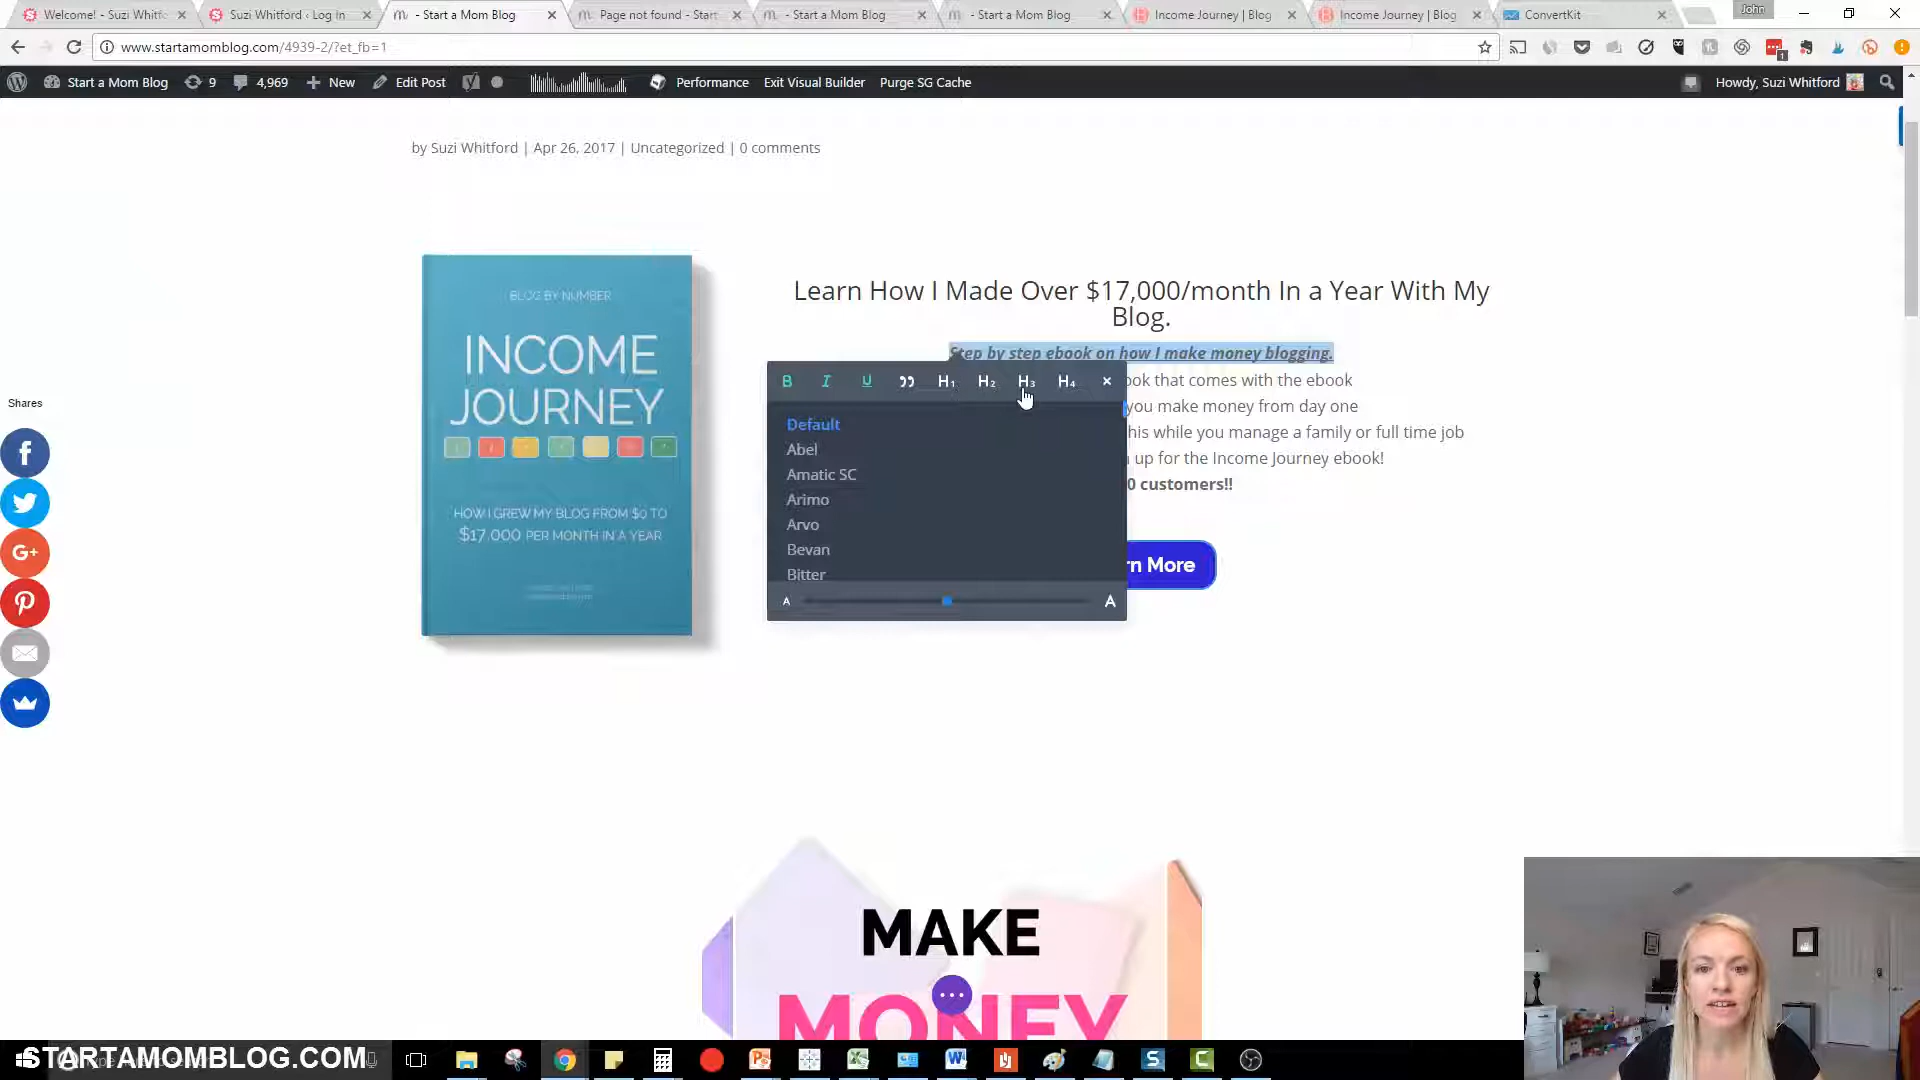 Welcome! - Suzi Whitf
Suzi Whitford ‹ Log In
- Start a Mom Blog
Page not found - Start
- Start a Mom Blog
- Start a Mom Blog
Income Journey | Blog
Income Journey | Blog
ConvertKit
John
www.startamomblog.com/4939-2/?et_fb=1
1
Start a Mom Blog
9
4,969
New
Edit Post
Performance
Exit Visual Builder
Purge SG Cache
Howdy, Suzi Whitford
by Suzi Whitford | Apr 26, 2017 | Uncategorized | 0 comments
BLOG BY NUMBER
INCOME
JOURNEY
HOW I GREW MY BLOG FROM $0 TO
$17,000 PER MONTH IN A YEAR
Learn How I Made Over $17,000/month In a Year With My
Blog.
Step by step ebook on how I make money blogging.
ook that comes with the ebook
you make money from day one
his while you manage a family or full time job
up for the Income Journey ebook!
0 customers!!
B I U H1 H2 H3 H4 ×
Default
Abel
Amatic SC
Arimo
Arvo
Bevan
Bitter
A A
rn More
Shares
MAKE
MONEY
STARTAMOMBLOG.COM